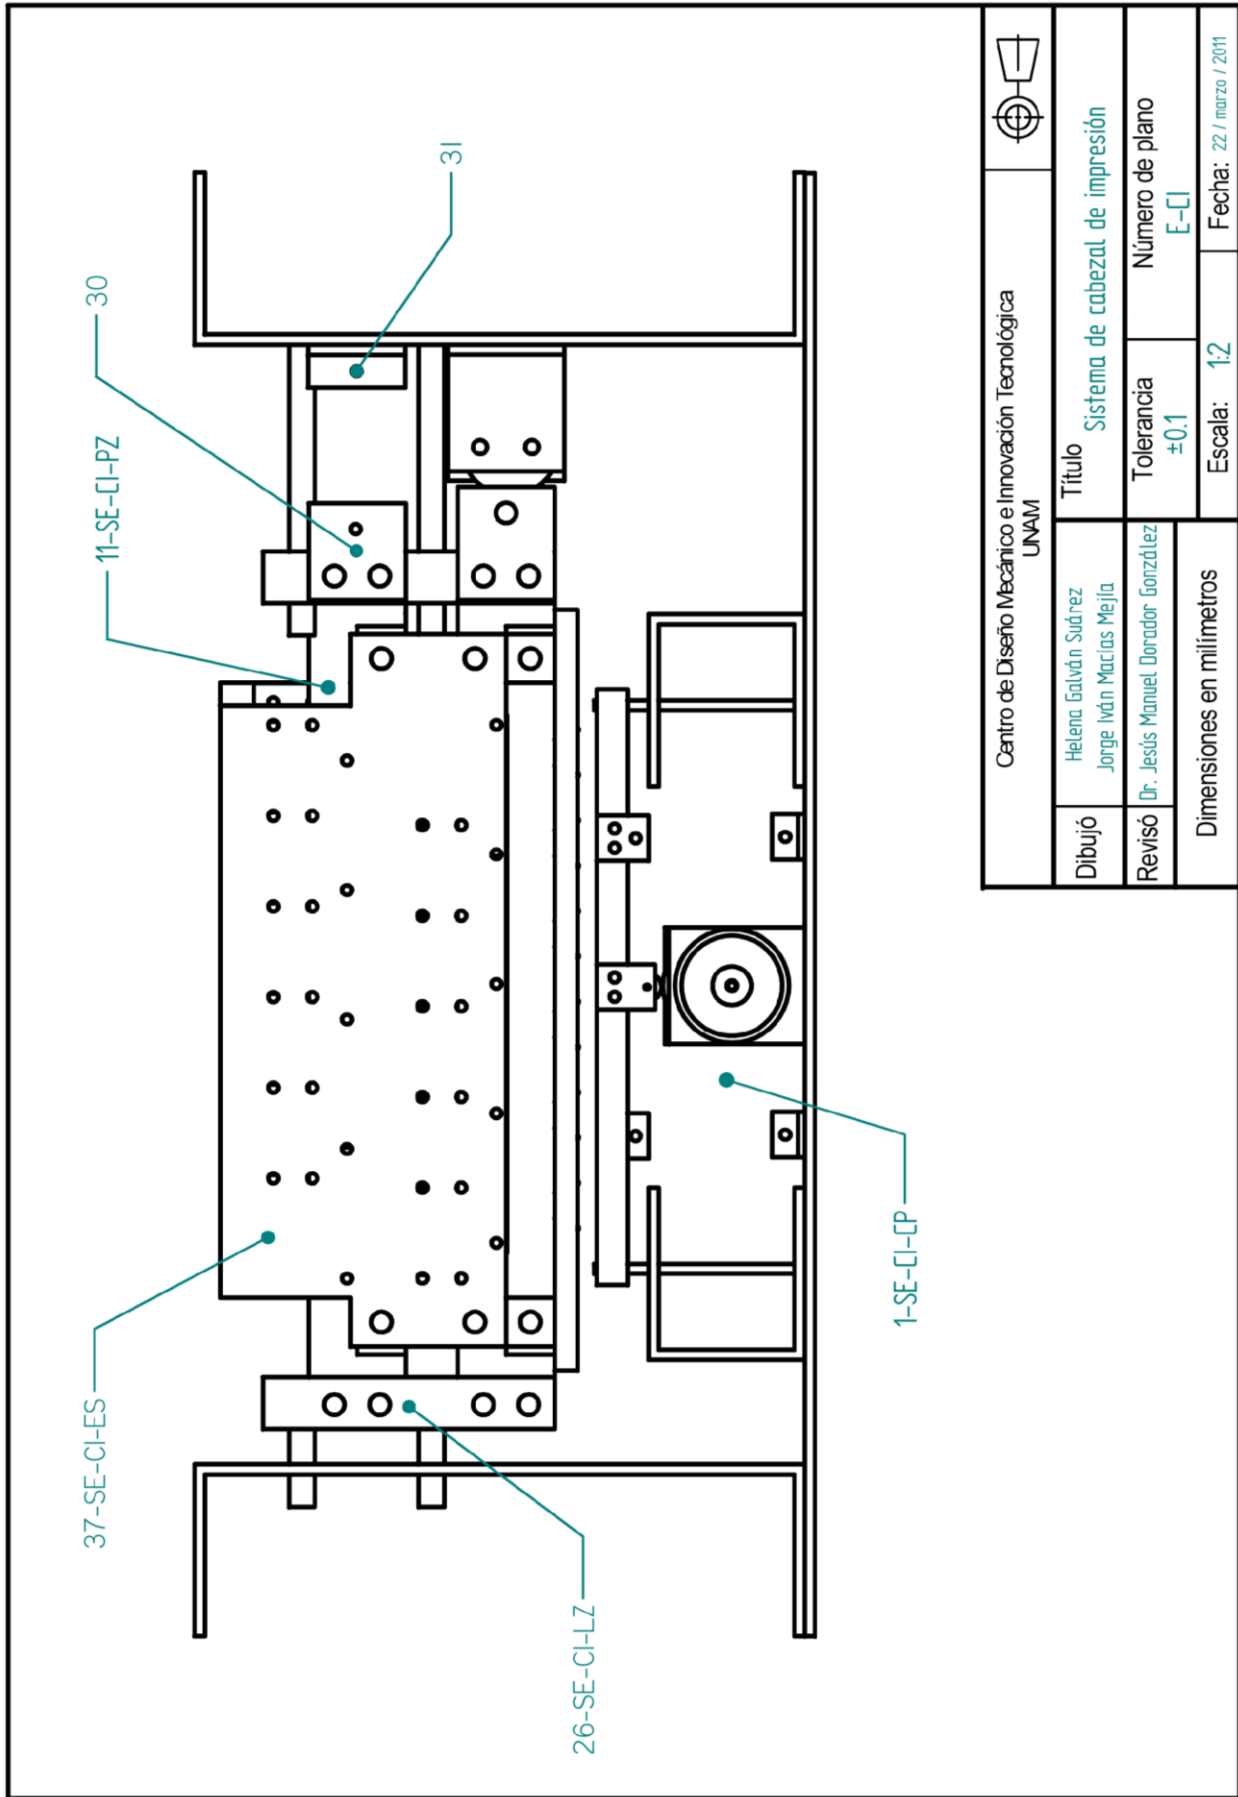 37-SE-CI-ES
11-SE-CI-PZ
30
31
26-SE-CI-LZ
1-SE-CI-CP
Centro de Diseño Mecánico e Innovación Tecnológica
UNAM
Dibujó
Helena Galván Suárez
Jorge Iván Macías Mejía
Título
Sistema de cabezal de impresión
Revisó
Dr. Jesús Manuel Dorador González
Tolerancia
±0.1
Número de plano
E-CI
Dimensiones en milímetros
Escala: 1:2
Fecha: 22 / marzo / 2011